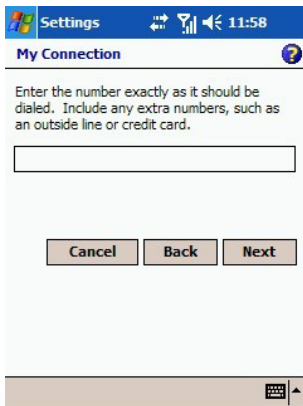 Settings 11:58
My Connection
Enter the number exactly as it should be
dialed. Include any extra numbers, such as
an outside line or credit card.
Cancel Back Next